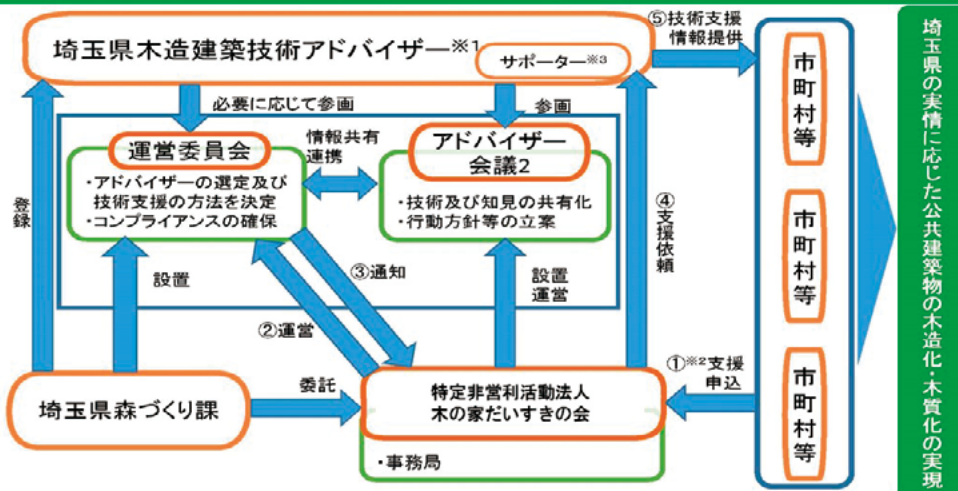 埼玉県木造建築技術アドバイザー※1
サポーター※3
⑤技術支援
情報提供
市町村等
市町村等
市町村等
埼玉県の実情に応じた公共建築物の木造化・木質化の実現
必要に応じて参画
参画
運営委員会
・アドバイザーの選定及び
技術支援の方法を決定
・コンプライアンスの確保
情報共有
連携
アドバイザー
会議2
・技術及び知見の共有化
・行動方針等の立案
登録
設置
③通知
②運営
設置
運営
④支援依頼
①※2支援
申込
埼玉県森づくり課
委託
特定非営利活動法人
木の家だいすきの会
・事務局